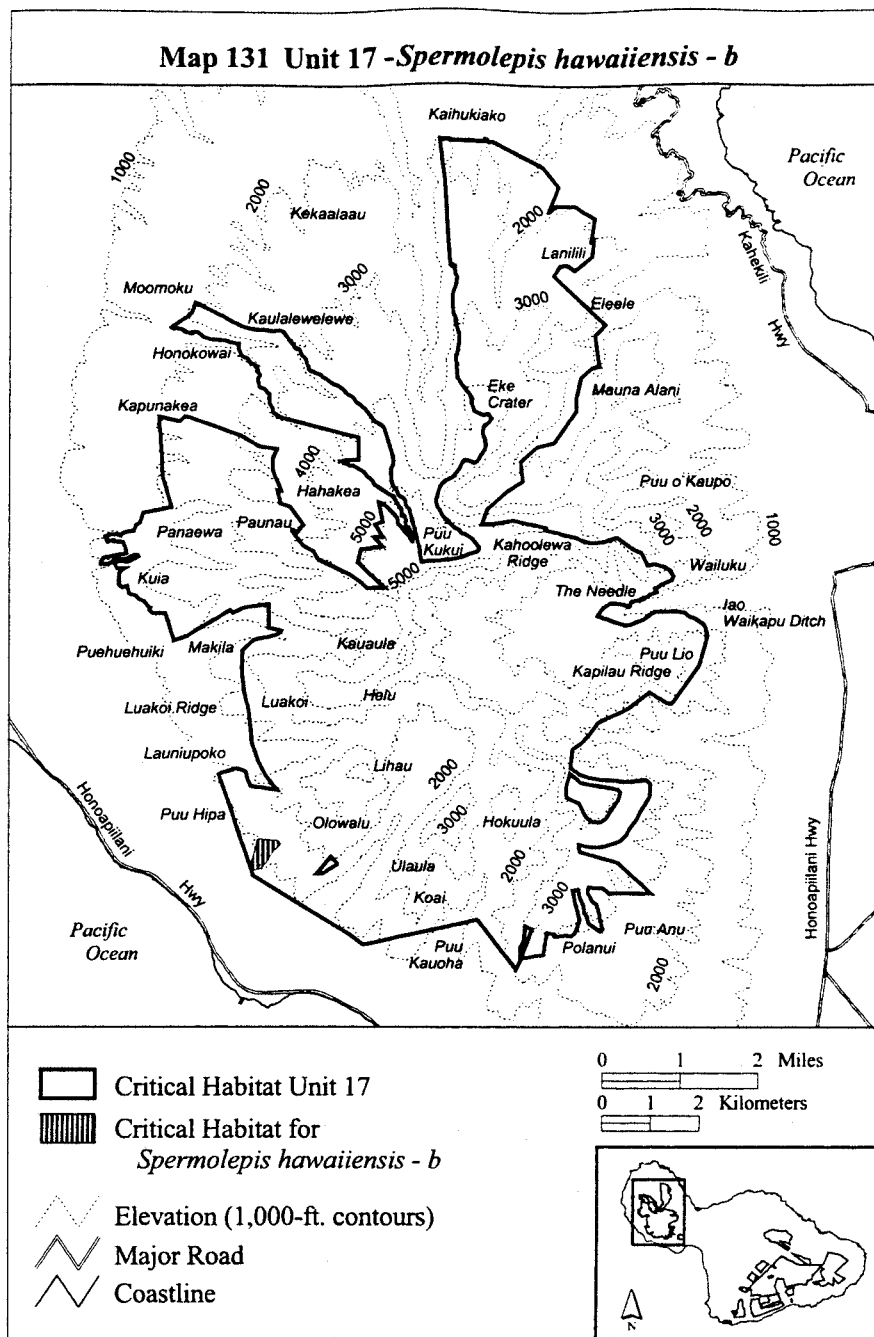 Map 131 Unit 17 -Spermolepis hawaiiensis - b
Kaihukiako
Pacific
Ocean
1000
2000
Kekaalaau
2000
Lanilili
Kahekili
Hwy
3000
3000
Eleele
Moomoku
Kaulalewelewe
Honokowai
Eke
Crater
Mauna Alani
Kapunakea
4000
Hahakea
Puu o Kaupo
Panaewa
Paunau
5000
Puu
Kukui
Kahoolewa
Ridge
3000
2000
1000
Wailuku
Kuia
5000
The Needle
Iao
Waikapu Ditch
Puehuehuiki
Makila
Kauaula
Puu Lio
Kapilau Ridge
Luakoi Ridge
Luakoi
Helu
Launiupoko
Lihau
2000
Honoapiilani
Hwy
Puu Hipa
Olowalu
3000
Hokuula
Honoapiilani Hwy
Ulaula
2000
Koai
3000
Pacific
Ocean
Puu
Kauoha
Polanui
Puu Anu
2000
Critical Habitat Unit 17
Critical Habitat for
Spermolepis hawaiiensis - b
Elevation (1,000-ft. contours)
Major Road
Coastline
0 1 2 Miles
0 1 2 Kilometers
N